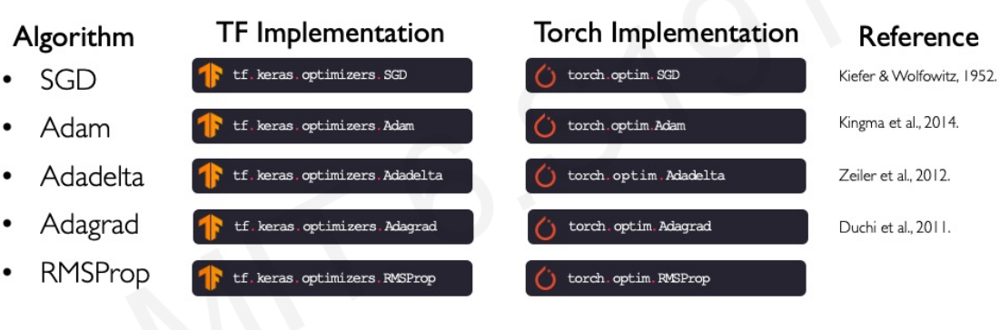 Algorithm TF Implementation Torch Implementation Reference
• SGD tf.keras.optimizers.SGD torch.optim.SGD Kiefer & Wolfowitz, 1952.
• Adam tf.keras.optimizers.Adam torch.optim.Adam Kingma et al., 2014.
• Adadelta tf.keras.optimizers.Adadelta torch.optim.Adadelta Zeiler et al., 2012.
• Adagrad tf.keras.optimizers.Adagrad torch.optim.Adagrad Duchi et al., 2011.
• RMSProp tf.keras.optimizers.RMSProp torch.optim.RMSProp